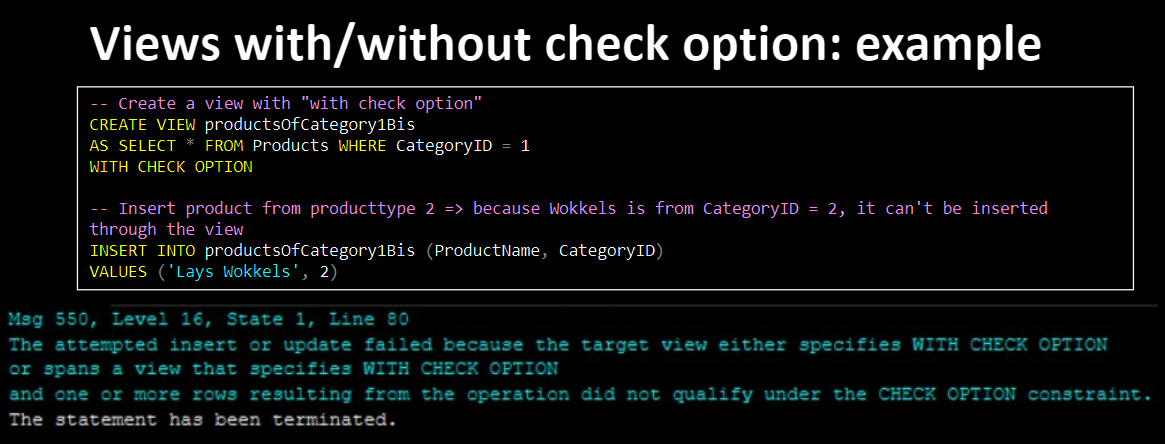 Views with/without check option: example
-- Create a view with "with check option"
CREATE VIEW productsOfCategory1Bis
AS SELECT * FROM Products WHERE CategoryID = 1
WITH CHECK OPTION
-- Insert product from producttype 2 => because Wokkels is from CategoryID = 2, it can't be inserted
through the view
INSERT INTO productsOfCategory1Bis (ProductName, CategoryID)
VALUES ('Lays Wokkels', 2)
Msg 550, Level 16, State 1, Line 80
The attempted insert or update failed because the target view either specifies WITH CHECK OPTION
or spans a view that specifies WITH CHECK OPTION
and one or more rows resulting from the operation did not qualify under the CHECK OPTION constraint.
The statement has been terminated.